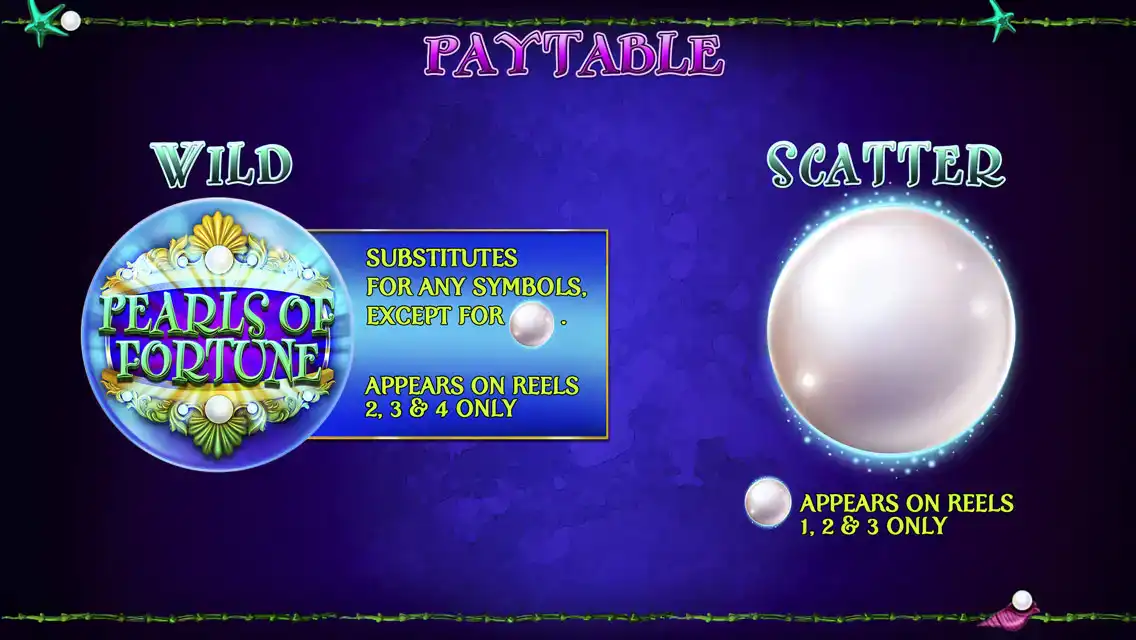 PAYTABLE
WILD
PEARLS OF
FORTUNE
SUBSTITUTES
FOR ANY SYMBOLS,
EXCEPT FOR .
APPEARS ON REELS
2, 3 & 4 ONLY
SCATTER
APPEARS ON REELS
1, 2 & 3 ONLY